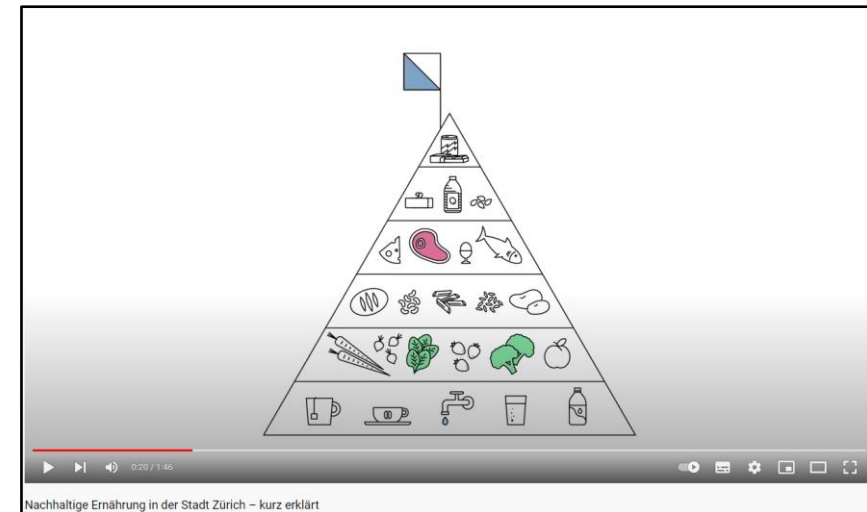 0:20 / 1:46
Nachhaltige Ernährung in der Stadt Zürich – kurz erklärt